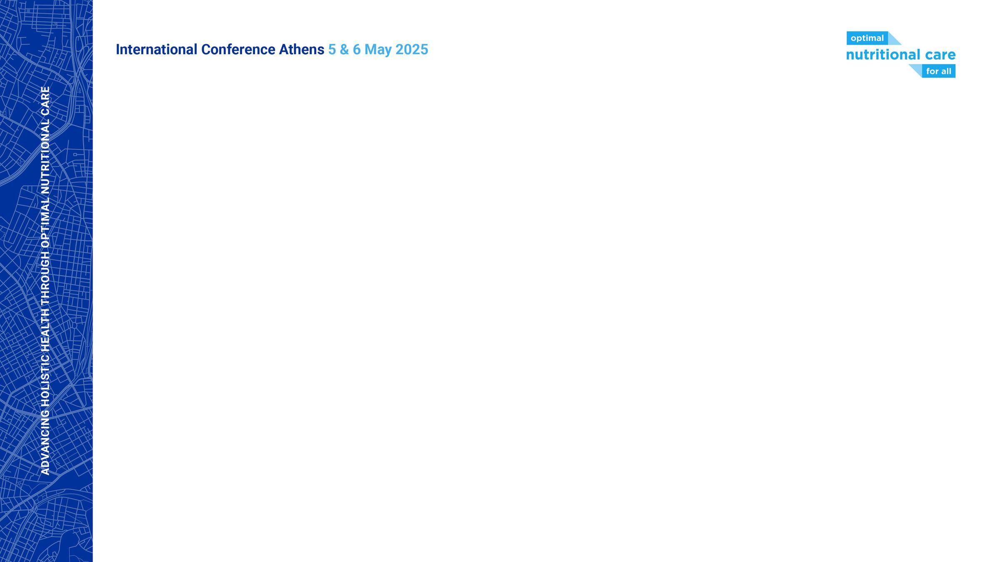 International Conference Athens 5 & 6 May 2025
optimal
nutritional care
for all
ADVANCING HOLISTIC HEALTH THROUGH OPTIMAL NUTRITIONAL CARE